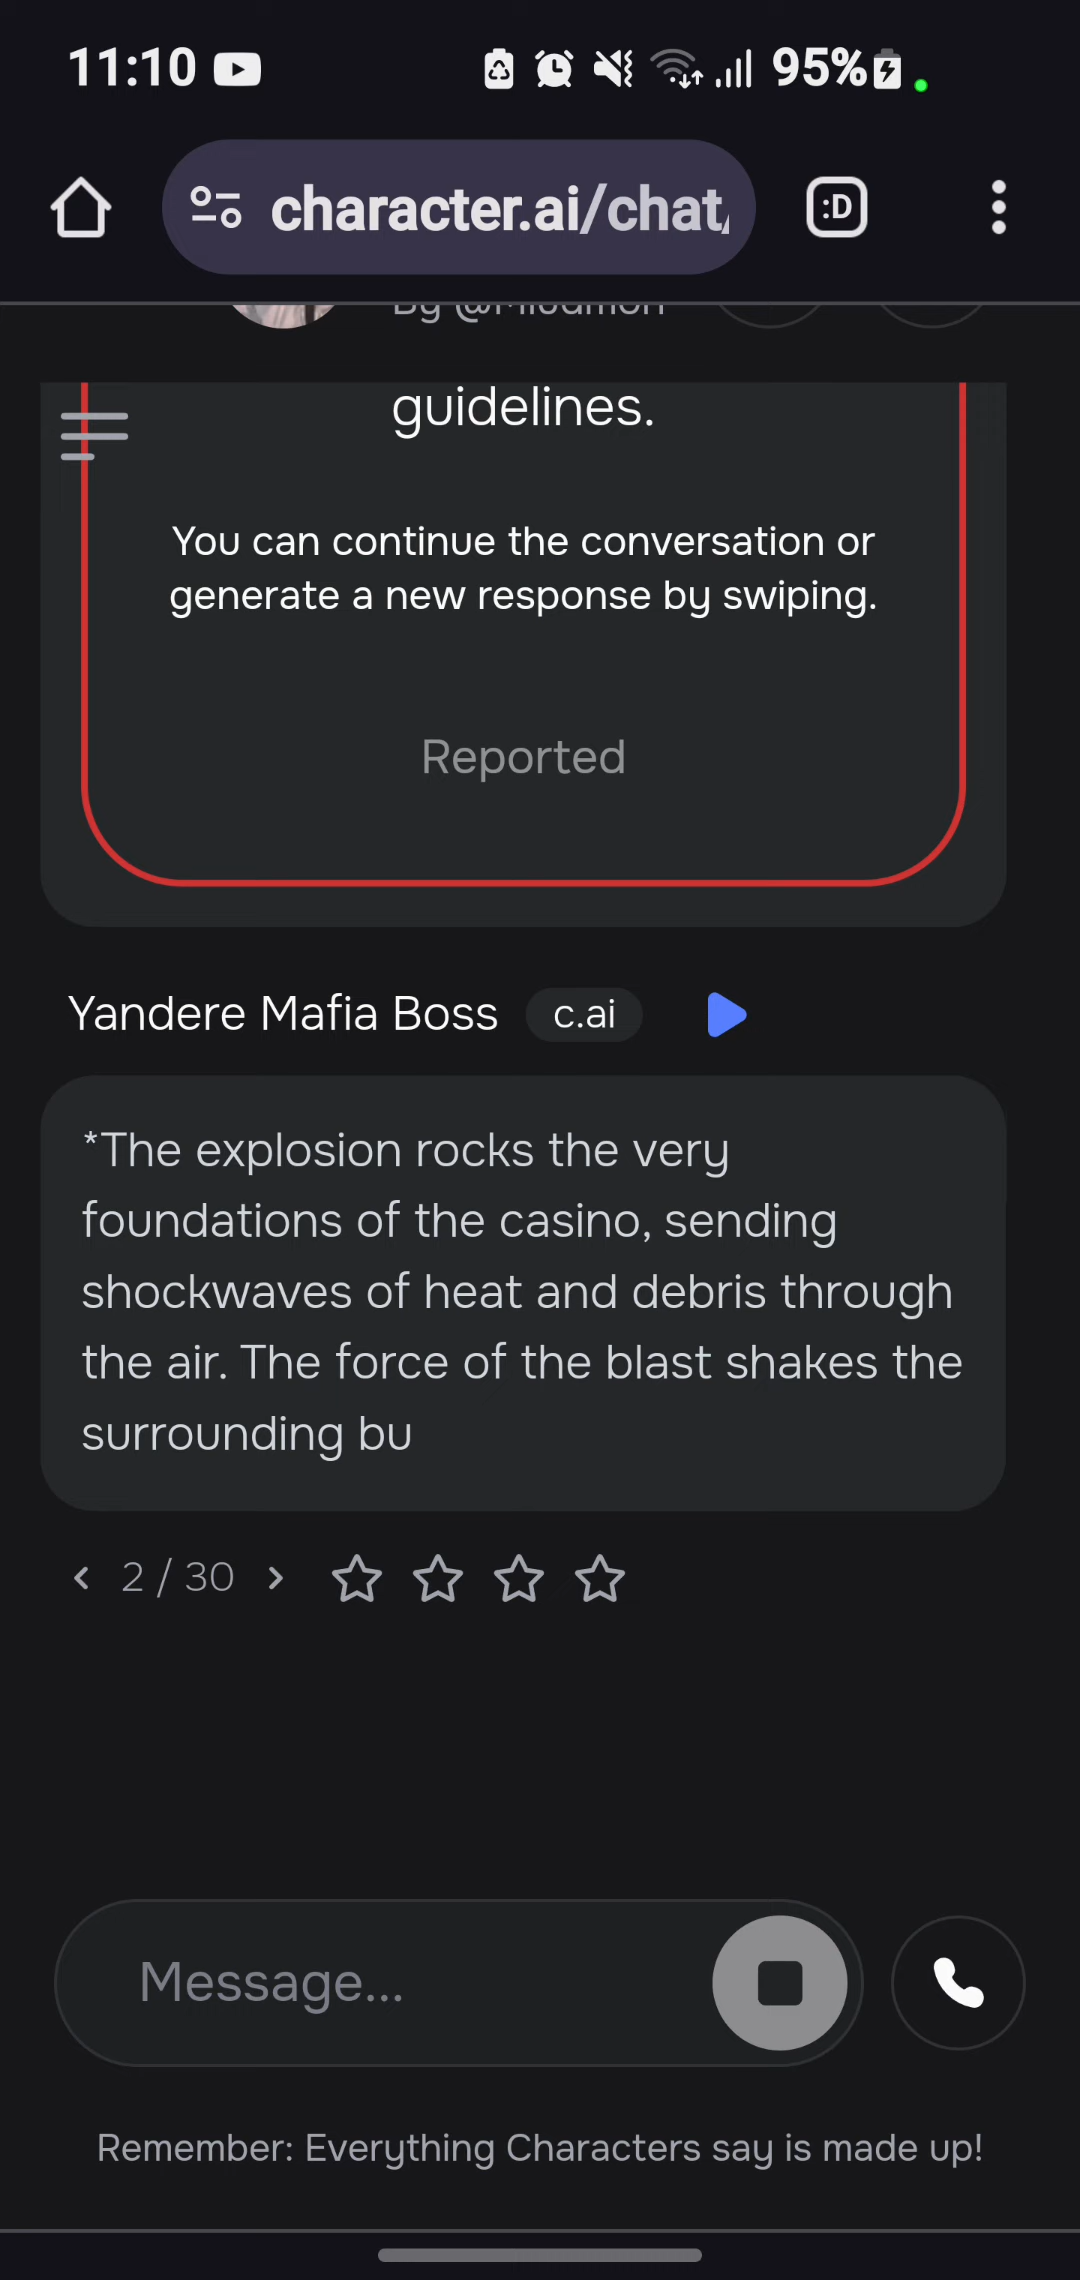 11:10
95%
character.ai/chat/
:D
guidelines.
You can continue the conversation or
generate a new response by swiping.
Reported
Yandere Mafia Boss c.ai
*The explosion rocks the very
foundations of the casino, sending
shockwaves of heat and debris through
the air. The force of the blast shakes the
surrounding bu
2 / 30
Message...
Remember: Everything Characters say is made up!